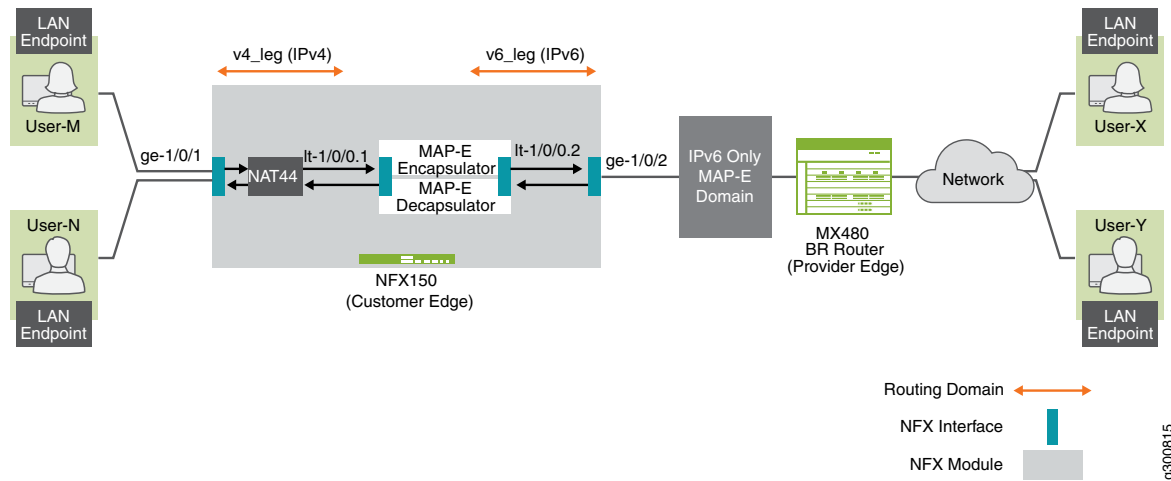 LAN
Endpoint
User-M
User-N
LAN
Endpoint
v4_leg (IPv4)
v6_leg (IPv6)
ge-1/0/1
NAT44
lt-1/0/0.1
MAP-E
Encapsulator
MAP-E
Decapsulator
lt-1/0/0.2
ge-1/0/2
NFX150
(Customer Edge)
IPv6 Only
MAP-E
Domain
MX480
BR Router
(Provider Edge)
Network
LAN
Endpoint
User-X
User-Y
LAN
Endpoint
Routing Domain
NFX Interface
NFX Module
g300815